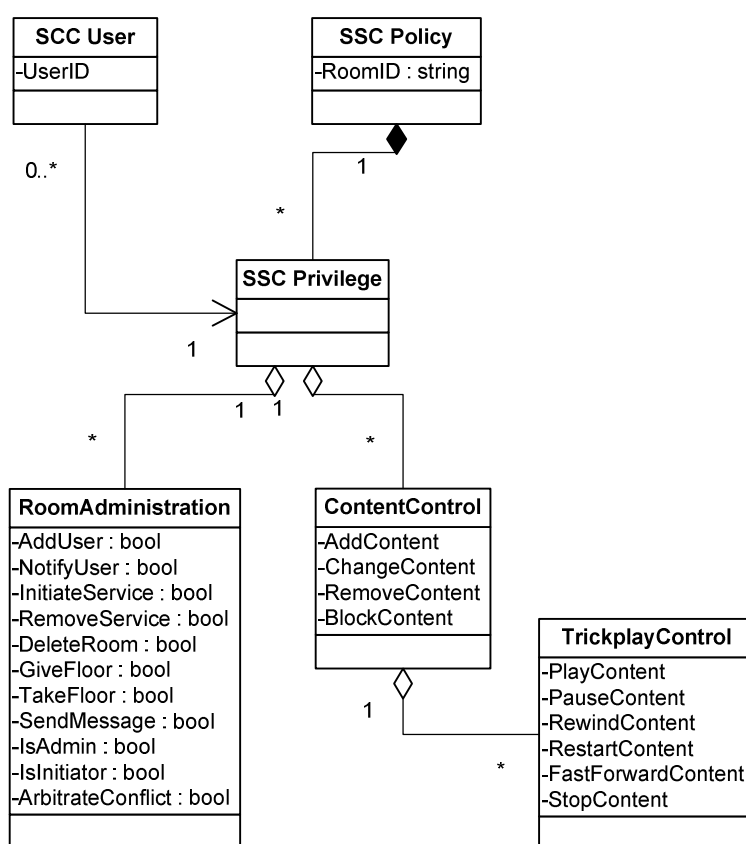 SCC User
-UserID
SSC Policy
-RoomID : string
0..*
1
*
SSC Privilege
1
1
1
*
*
RoomAdministration
-AddUser : bool
-NotifyUser : bool
-InitiateService : bool
-RemoveService : bool
-DeleteRoom : bool
-GiveFloor : bool
-TakeFloor : bool
-SendMessage : bool
-IsAdmin : bool
-IsInitiator : bool
-ArbitrateConflict : bool
ContentControl
-AddContent
-ChangeContent
-RemoveContent
-BlockContent
1
*
TrickplayControl
-PlayContent
-PauseContent
-RewindContent
-RestartContent
-FastForwardContent
-StopContent